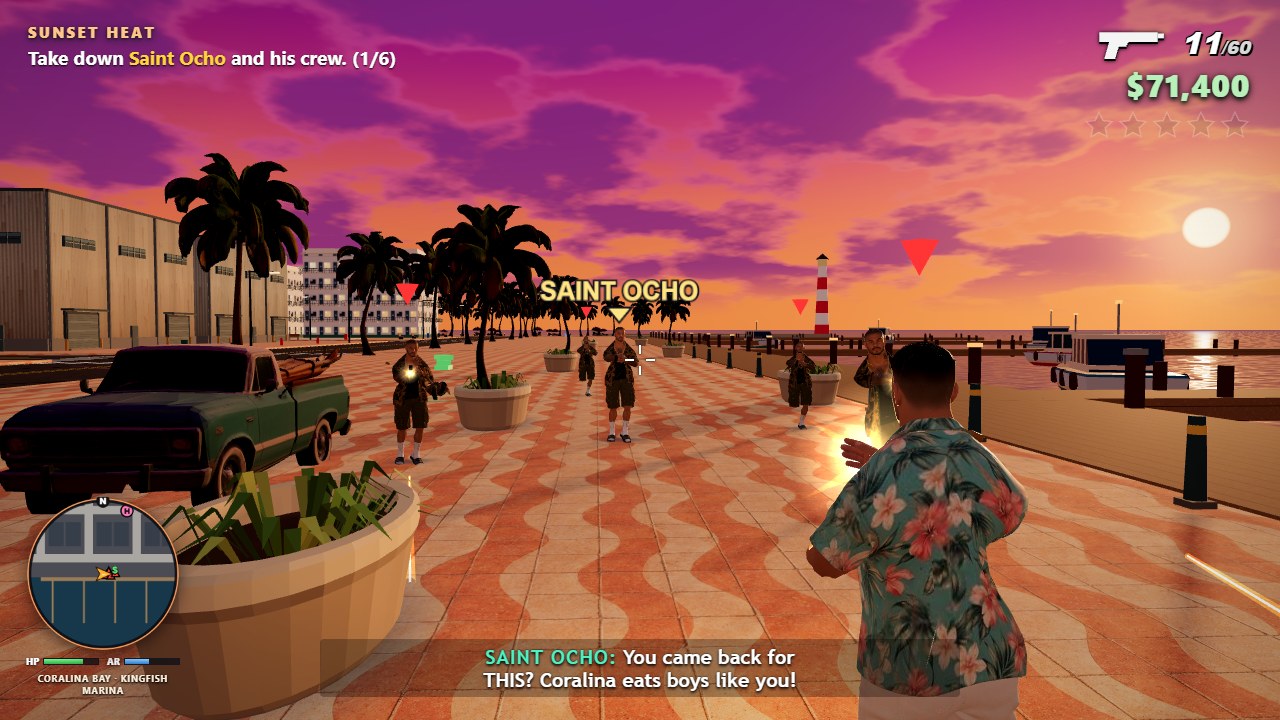 SUNSET HEAT
Take down Saint Ocho and his crew. (1/6)
11/60
$71,400
SAINT OCHO
N
H
$
HP
AR
CORALINA BAY - KINGFISH
MARINA
SAINT OCHO: You came back for
THIS? Coralina eats boys like you!